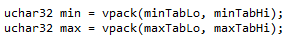 uchar32 min = vpack(minTabLo, minTabHi);
uchar32 max = vpack(maxTabLo, maxTabHi);